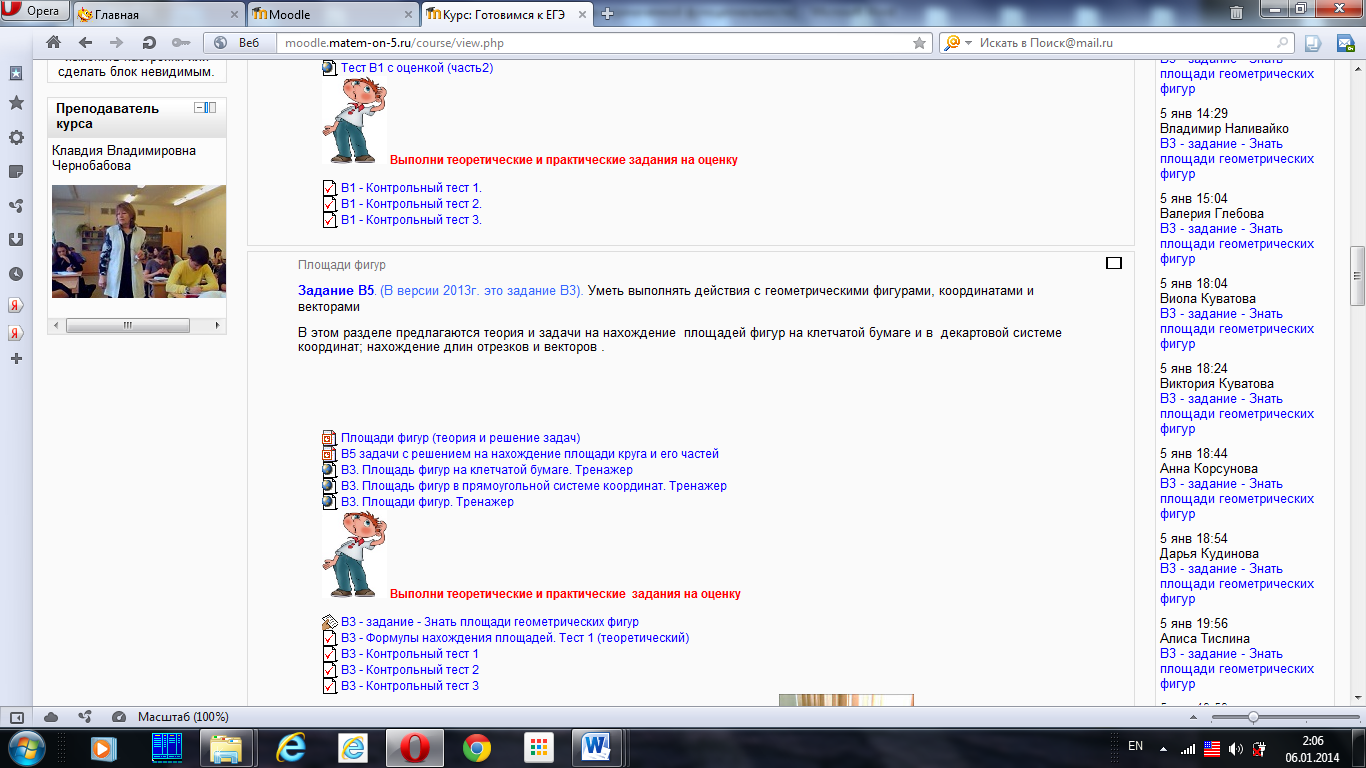 Opera
Главная
Moodle
Курс: Готовимся к ЕГЭ
Веб
moodle.matem-on-5.ru/course/view.php
Искать в Поиск@mail.ru
сделать блок невидимым.
Преподаватель
курса
Клавдия Владимировна
Чернобабова
Тест В1 с оценкой (часть2)
Выполни теоретические и практические задания на оценку
В1 - Контрольный тест 1.
В1 - Контрольный тест 2.
В1 - Контрольный тест 3.
Площади фигур
Задание В5. (В версии 2013г. это задание В3). Уметь выполнять действия с геометрическими фигурами, координатами и
векторами
В этом разделе предлагаются теория и задачи на нахождение площадей фигур на клетчатой бумаге и в декартовой системе
координат; нахождение длин отрезков и векторов .
Площади фигур (теория и решение задач)
В5 задачи с решением на нахождение площади круга и его частей
В3. Площадь фигур на клетчатой бумаге. Тренажер
В3. Площадь фигур в прямоугольной системе координат. Тренажер
В3. Площади фигур. Тренажер
Выполни теоретические и практические задания на оценку
В3 - задание - Знать площади геометрических фигур
В3 - Формулы нахождения площадей. Тест 1 (теоретический)
В3 - Контрольный тест 1
В3 - Контрольный тест 2
В3 - Контрольный тест 3
В3 - задание - Знать
площади геометрических
фигур
5 янв 14:29
Владимир Наливайко
В3 - задание - Знать
площади геометрических
фигур
5 янв 15:04
Валерия Глебова
В3 - задание - Знать
площади геометрических
фигур
5 янв 18:04
Виола Куватова
В3 - задание - Знать
площади геометрических
фигур
5 янв 18:24
Виктория Куватова
В3 - задание - Знать
площади геометрических
фигур
5 янв 18:44
Анна Корсунова
В3 - задание - Знать
площади геометрических
фигур
5 янв 18:54
Дарья Кудинова
В3 - задание - Знать
площади геометрических
фигур
5 янв 19:56
Алиса Тислина
В3 - задание - Знать
площади геометрических
фигур
Масштаб (100%)
EN
2:06
06.01.2014